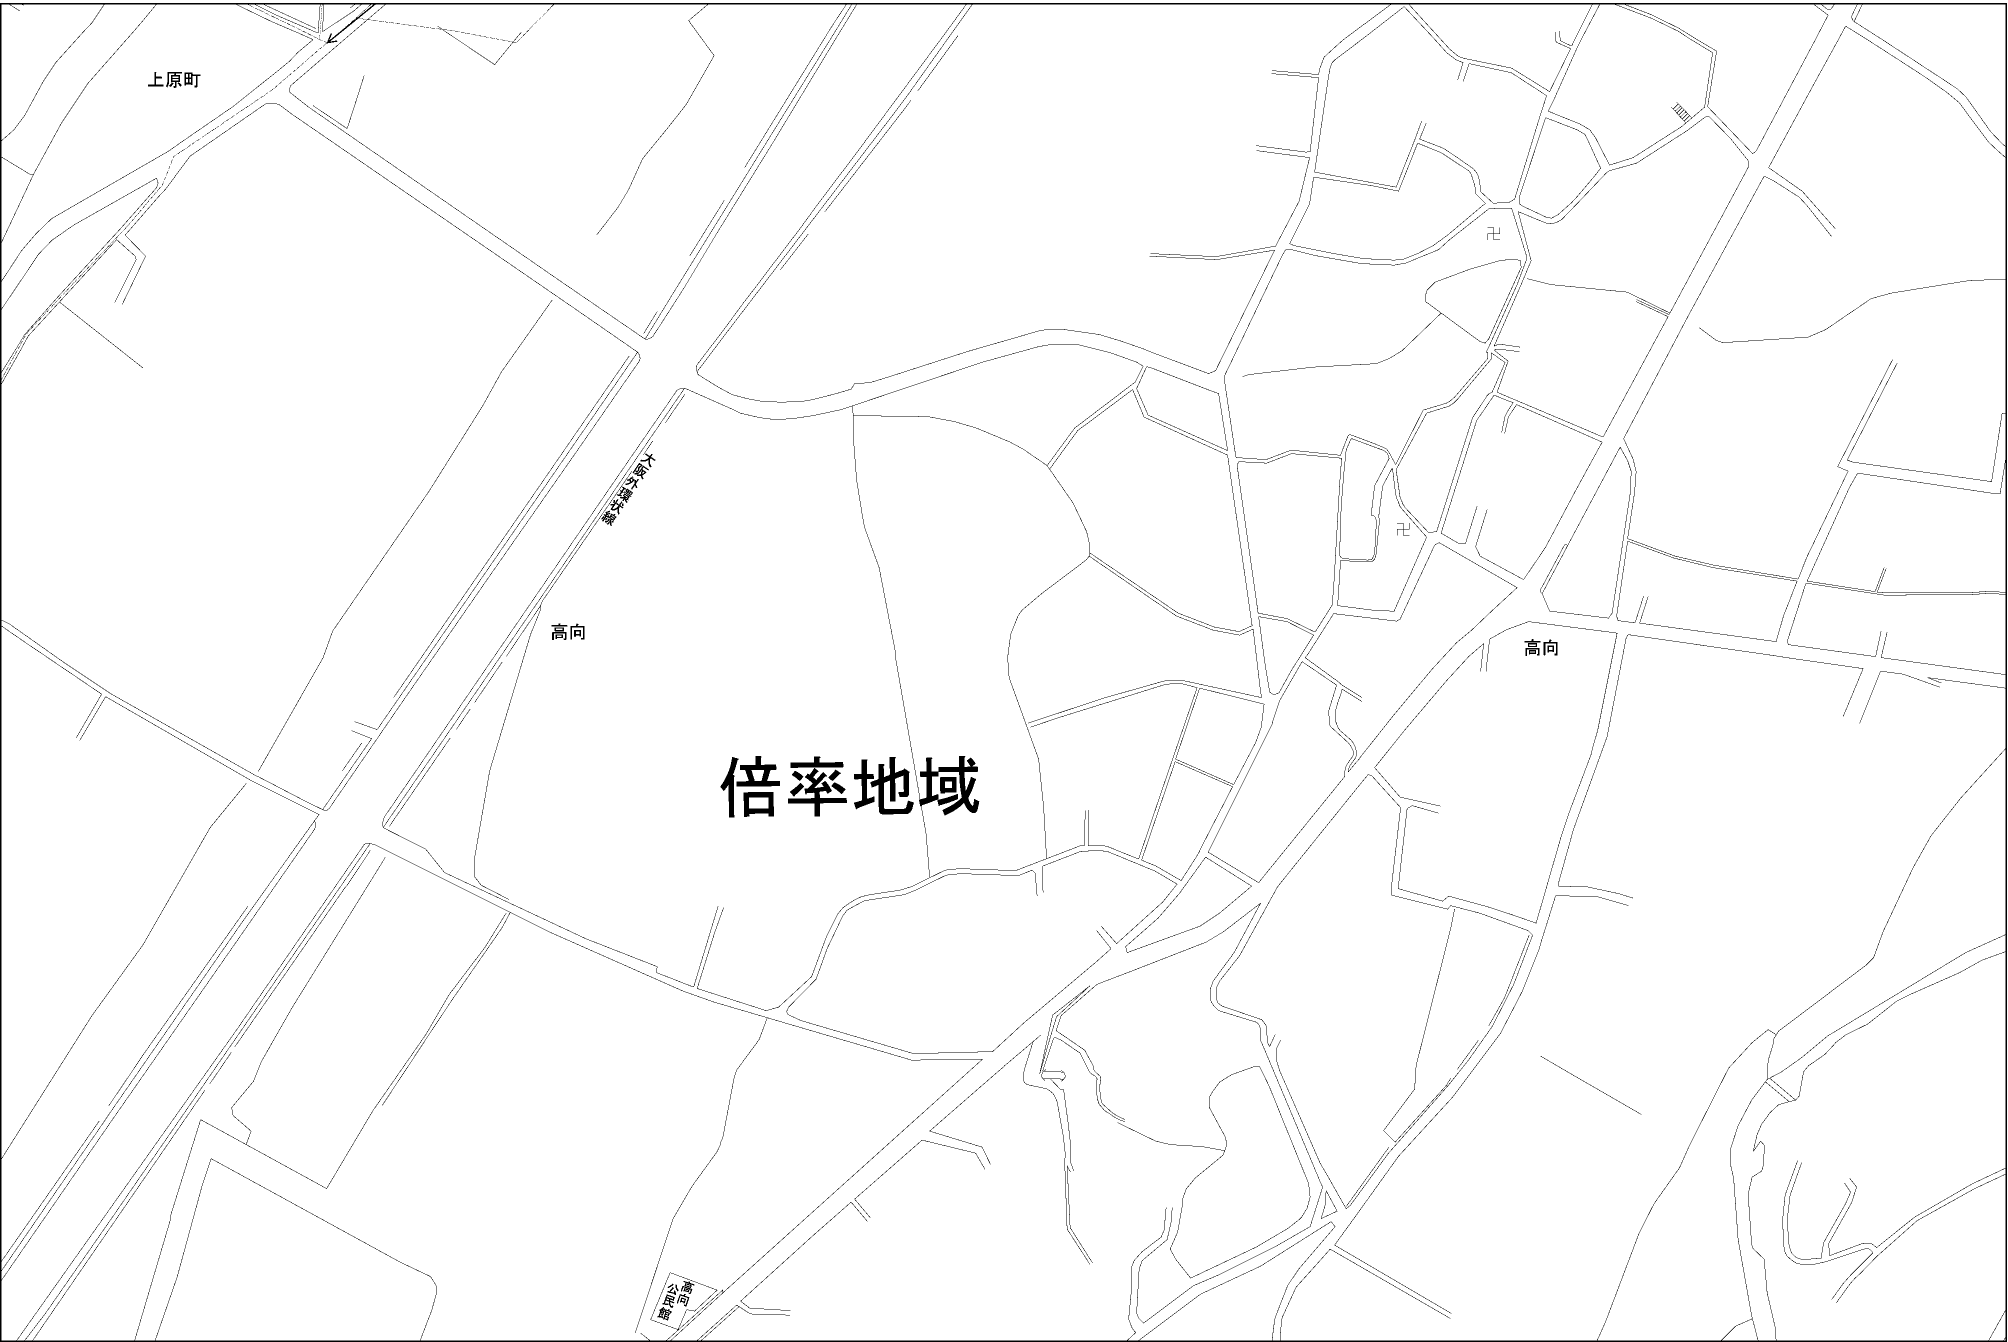 上原町
大阪外環状線
高向
高向
倍率地域
高向
公民館